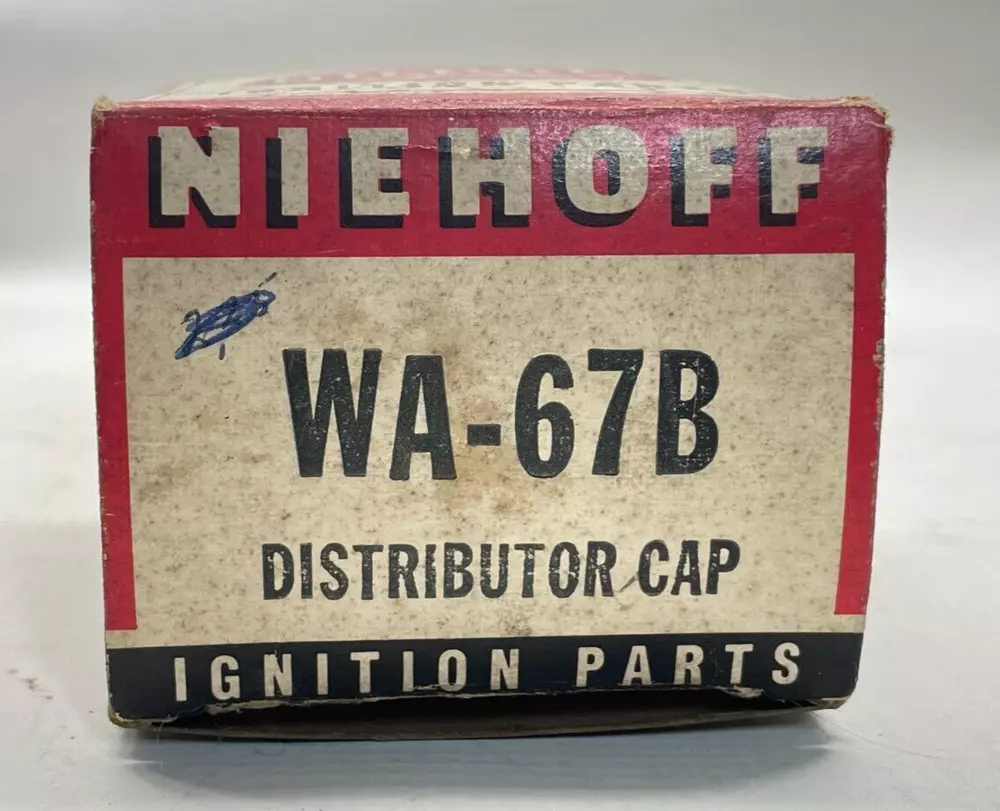 NIEHOFF
WA-67B
DISTRIBUTOR CAP
IGNITION PARTS